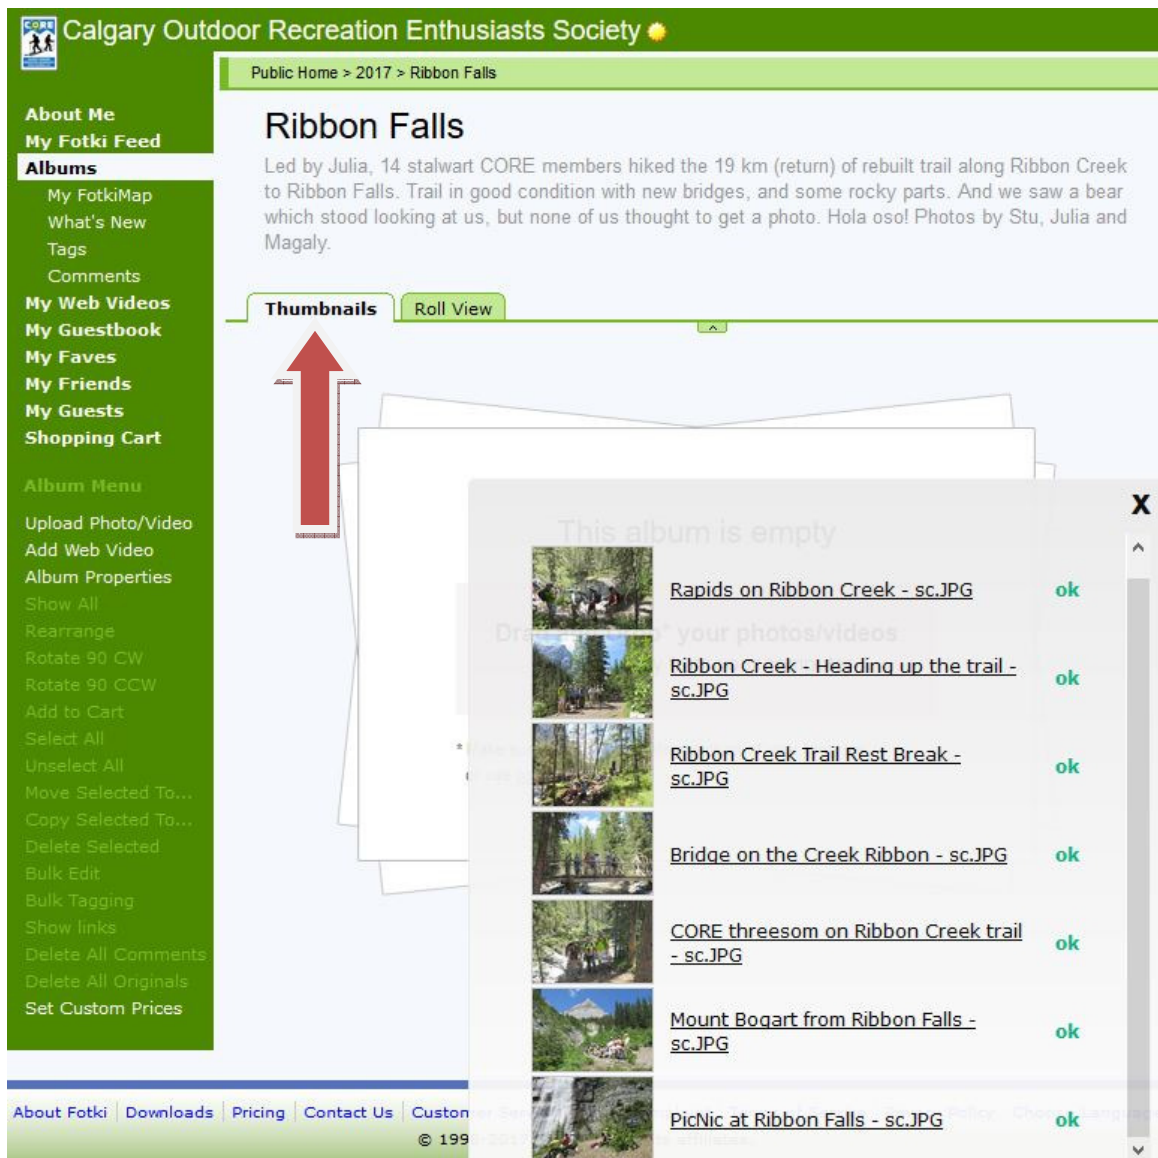 CORE
Calgary Outdoor Recreation Enthusiasts Society
Public Home > 2017 > Ribbon Falls
About Me
My Fotki Feed
Albums
My FotkiMap
What's New
Tags
Comments
My Web Videos
My Guestbook
My Faves
My Friends
My Guests
Shopping Cart
Album Menu
Upload Photo/Video
Add Web Video
Album Properties
Show All
Rearrange
Rotate 90 CW
Rotate 90 CCW
Add to Cart
Select All
Unselect All
Move Selected To...
Copy Selected To...
Delete Selected
Bulk Edit
Bulk Tagging
Show links
Delete All Comments
Delete All Originals
Set Custom Prices
Ribbon Falls
Led by Julia, 14 stalwart CORE members hiked the 19 km (return) of rebuilt trail along Ribbon Creek
to Ribbon Falls. Trail in good condition with new bridges, and some rocky parts. And we saw a bear
which stood looking at us, but none of us thought to get a photo. Hola oso! Photos by Stu, Julia and
Magaly.
Thumbnails Roll View
X
This album is empty
your photos/videos
Rapids on Ribbon Creek - sc.JPG ok
Ribbon Creek - Heading up the trail -
sc.JPG ok
Ribbon Creek Trail Rest Break -
sc.JPG ok
Bridge on the Creek Ribbon - sc.JPG ok
CORE threesom on Ribbon Creek trail
- sc.JPG ok
Mount Bogart from Ribbon Falls -
sc.JPG ok
PicNic at Ribbon Falls - sc.JPG ok
About Fotki Downloads Pricing Contact Us
©